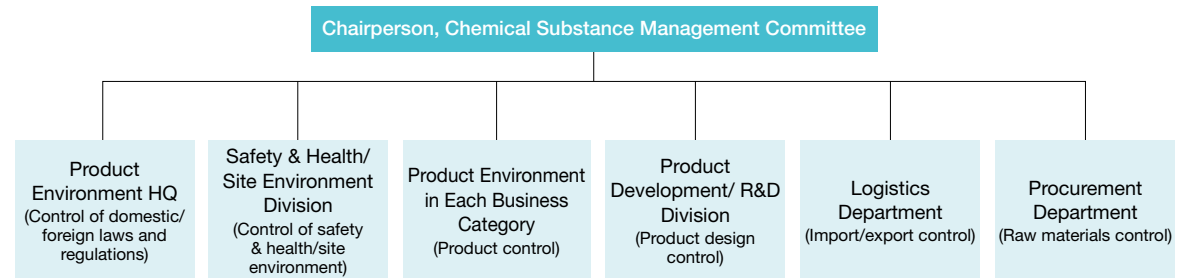 Chairperson, Chemical Substance Management Committee
Product
Environment HQ
(Control of domestic/
foreign laws and
regulations)
Safety & Health/
Site Environment
Division
(Control of safety
& health/site
environment)
Product Environment
in Each Business
Category
(Product control)
Product
Development/ R&D
Division
(Product design
control)
Logistics
Department
(Import/export control)
Procurement
Department
(Raw materials control)